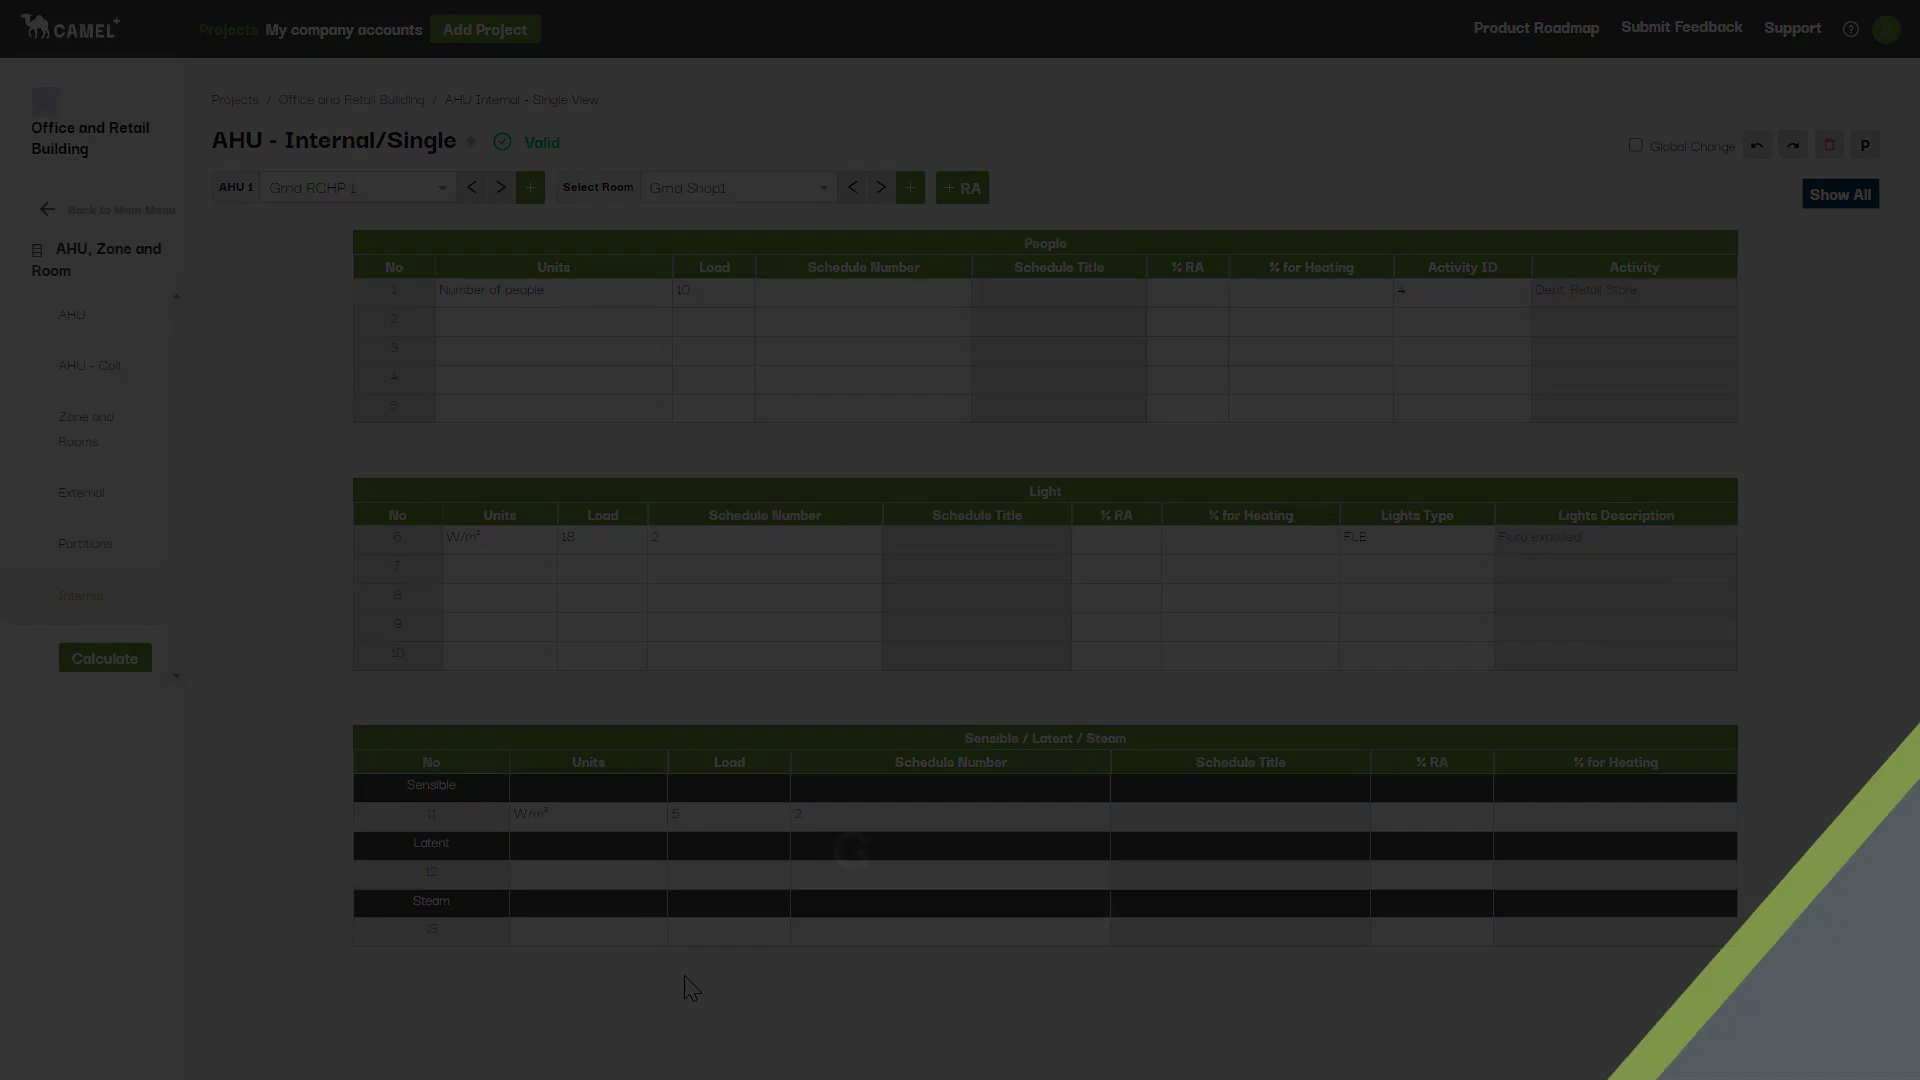 CAMEL+
Projects My company accounts Add Project
Product Roadmap Submit Feedback Support ?
Office and Retail
Building
Back to Main Menu
AHU, Zone and
Room
AHU
AHU - Coil
Zone and
Rooms
External
Partitions
Internal
Calculate
Projects / Office and Retail Building / AHU Internal - Single View
AHU - Internal/Single Valid
Global Change P
AHU 1 Grnd RCHP 1 < > + Select Room Grnd Shop1 < > + + RA
Show All
People
No Units Load Schedule Number Schedule Title % RA % for Heating Activity ID Activity
1 Number of people 10 4 Dept. Retail Store
2
3
4
5
Light
No Units Load Schedule Number Schedule Title % RA % for Heating Lights Type Lights Description
6 W/m² 18 2 FLE Fluro exposed
7
8
9
10
Sensible / Latent / Steam
No Units Load Schedule Number Schedule Title % RA % for Heating
Sensible
11 W/m² 5 2
Latent
12
Steam
13
G